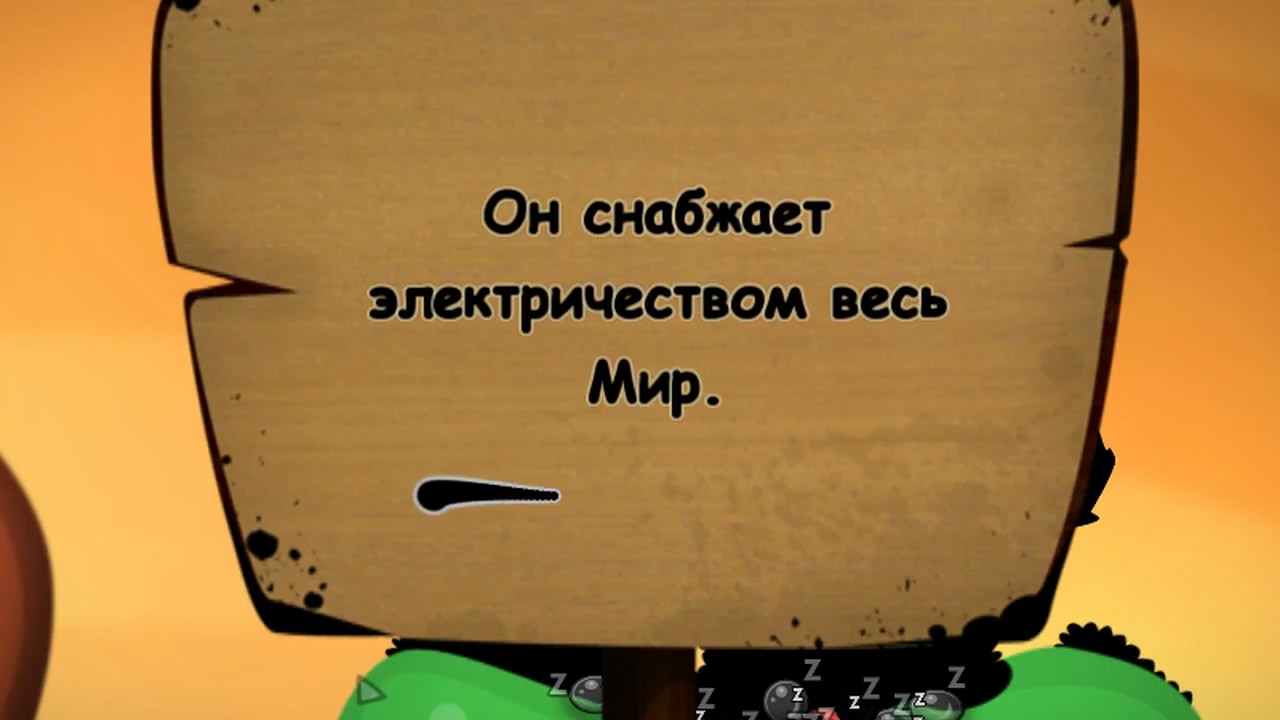 Он снабжает
электричеством весь
Мир.
z z z z z z z z z z z z